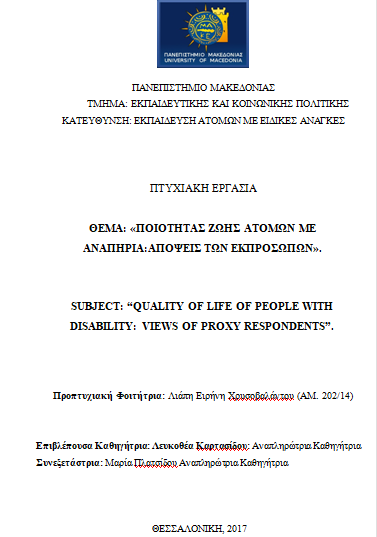 ΠΑΝΕΠΙΣΤΗΜΙΟ ΜΑΚΕΔΟΝΙΑΣ
UNIVERSITY OF MACEDONIA
ΠΑΝΕΠΙΣΤΗΜΙΟ ΜΑΚΕΔΟΝΙΑΣ
ΤΜΗΜΑ: ΕΚΠΑΙΔΕΥΤΙΚΗΣ ΚΑΙ ΚΟΙΝΩΝΙΚΗΣ ΠΟΛΙΤΙΚΗΣ
ΚΑΤΕΥΘΥΝΣΗ: ΕΚΠΑΙΔΕΥΣΗ ΑΤΟΜΩΝ ΜΕ ΕΙΔΙΚΕΣ ΑΝΑΓΚΕΣ
ΠΤΥΧΙΑΚΗ ΕΡΓΑΣΙΑ
ΘΕΜΑ: «ΠΟΙΟΤΗΤΑΣ ΖΩΗΣ ΑΤΟΜΩΝ ΜΕ
ΑΝΑΠΗΡΙΑ:ΑΠΟΨΕΙΣ ΤΩΝ ΕΚΠΡΟΣΩΠΩΝ».
SUBJECT: “QUALITY OF LIFE OF PEOPLE WITH
DISABILITY: VIEWS OF PROXY RESPONDENTS”.
Προπτυχιακή Φοιτήτρια: Λιάπη Ειρήνη Χρυσοβαλάντου (ΑΜ. 202/14)
Επιβλέπουσα Καθηγήτρια: Λευκοθέα Καρτασίδου: Αναπληρώτρια Καθηγήτρια
Συνεξετάστρια: Μαρία Πλατσίδου Αναπληρώτρια Καθηγήτρια
ΘΕΣΣΑΛΟΝΙΚΗ, 2017